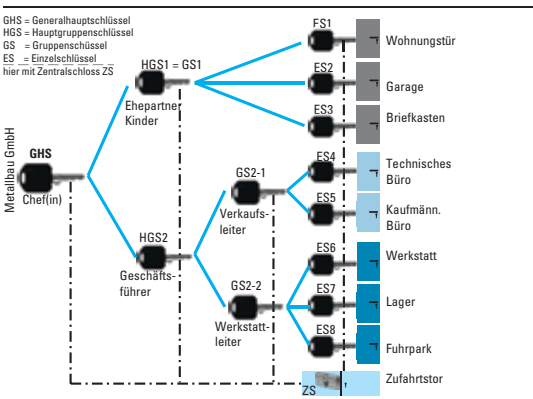 GHS = Generalhauptschlüssel
HGS = Hauptgruppenschlüssel
GS = Gruppenschüssel
ES = Einzelschlüssel
hier mit Zentralschloss ZS
Metallbau GmbH
GHS
Chef(in)
HGS1 = GS1
Ehepartner
Kinder
HGS2
Geschäfts-
führer
GS2-1
Verkaufs-
leiter
GS2-2
Werkstatt-
leiter
FS1
Wohnungstür
ES2
Garage
ES3
Briefkasten
ES4
Technisches
Büro
ES5
Kaufmänn.
Büro
ES6
Werkstatt
ES7
Lager
ES8
Fuhrpark
ZS
Zufahrtstor